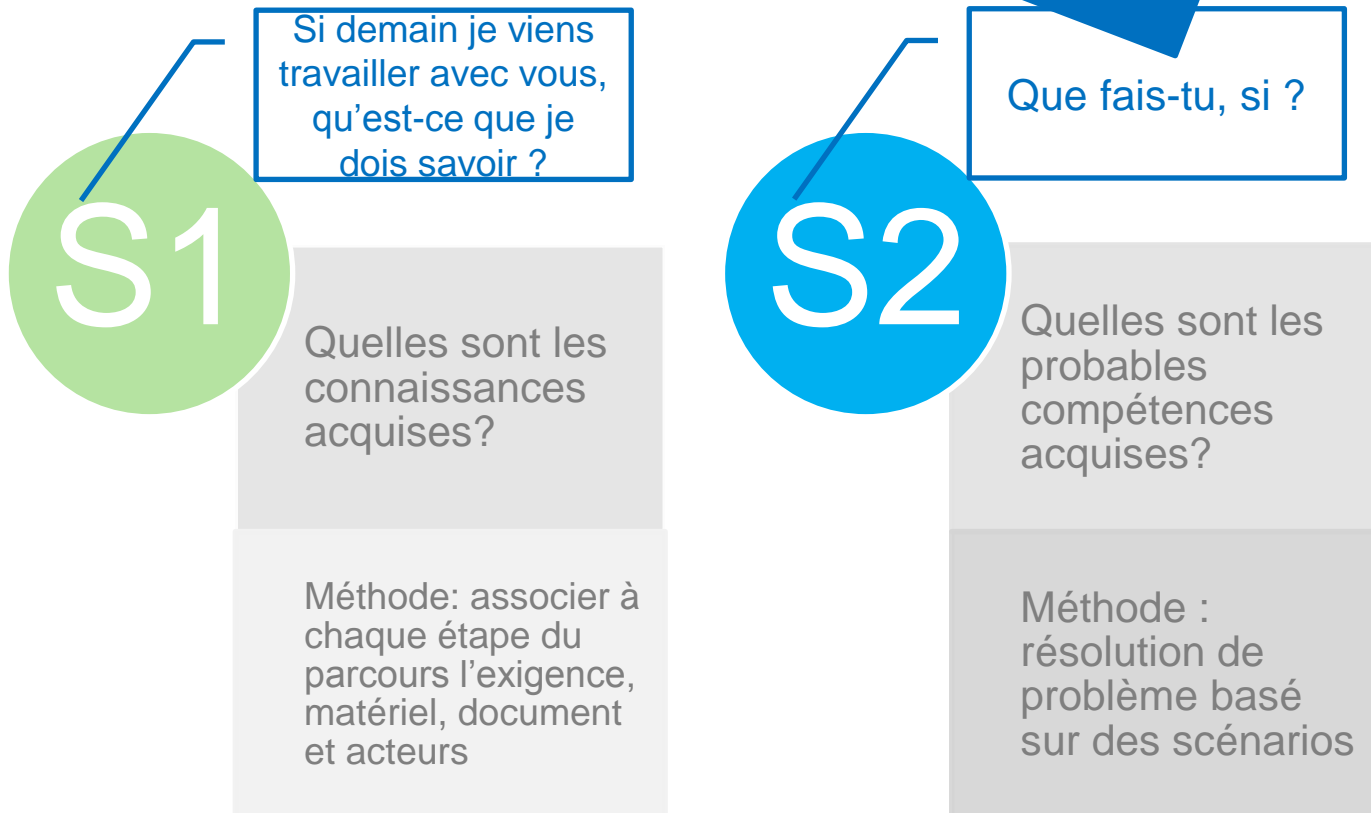 Si demain je viens
travailler avec vous,
qu’est-ce que je
dois savoir ?
S1
Quelles sont les
connaissances
acquises?
Méthode: associer à
chaque étape du
parcours l’exigence,
matériel, document
et acteurs
Que fais-tu, si ?
S2
Quelles sont les
probables
compétences
acquises?
Méthode :
résolution de
problème basé
sur des scénarios